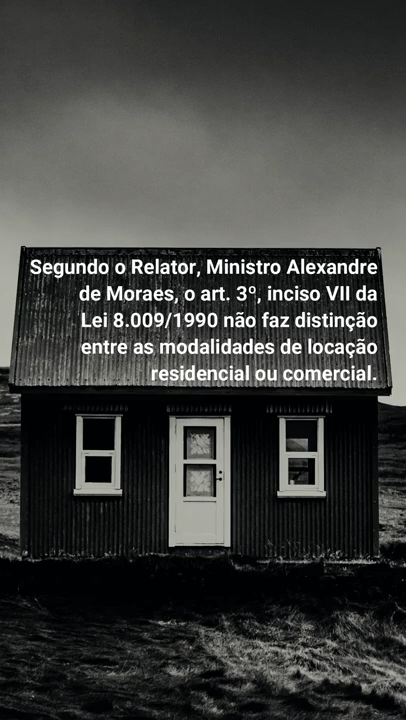 Segundo o Relator, Ministro Alexandre
de Moraes, o art. 3º, inciso VII da
Lei 8.009/1990 não faz distinção
entre as modalidades de locação
residencial ou comercial.